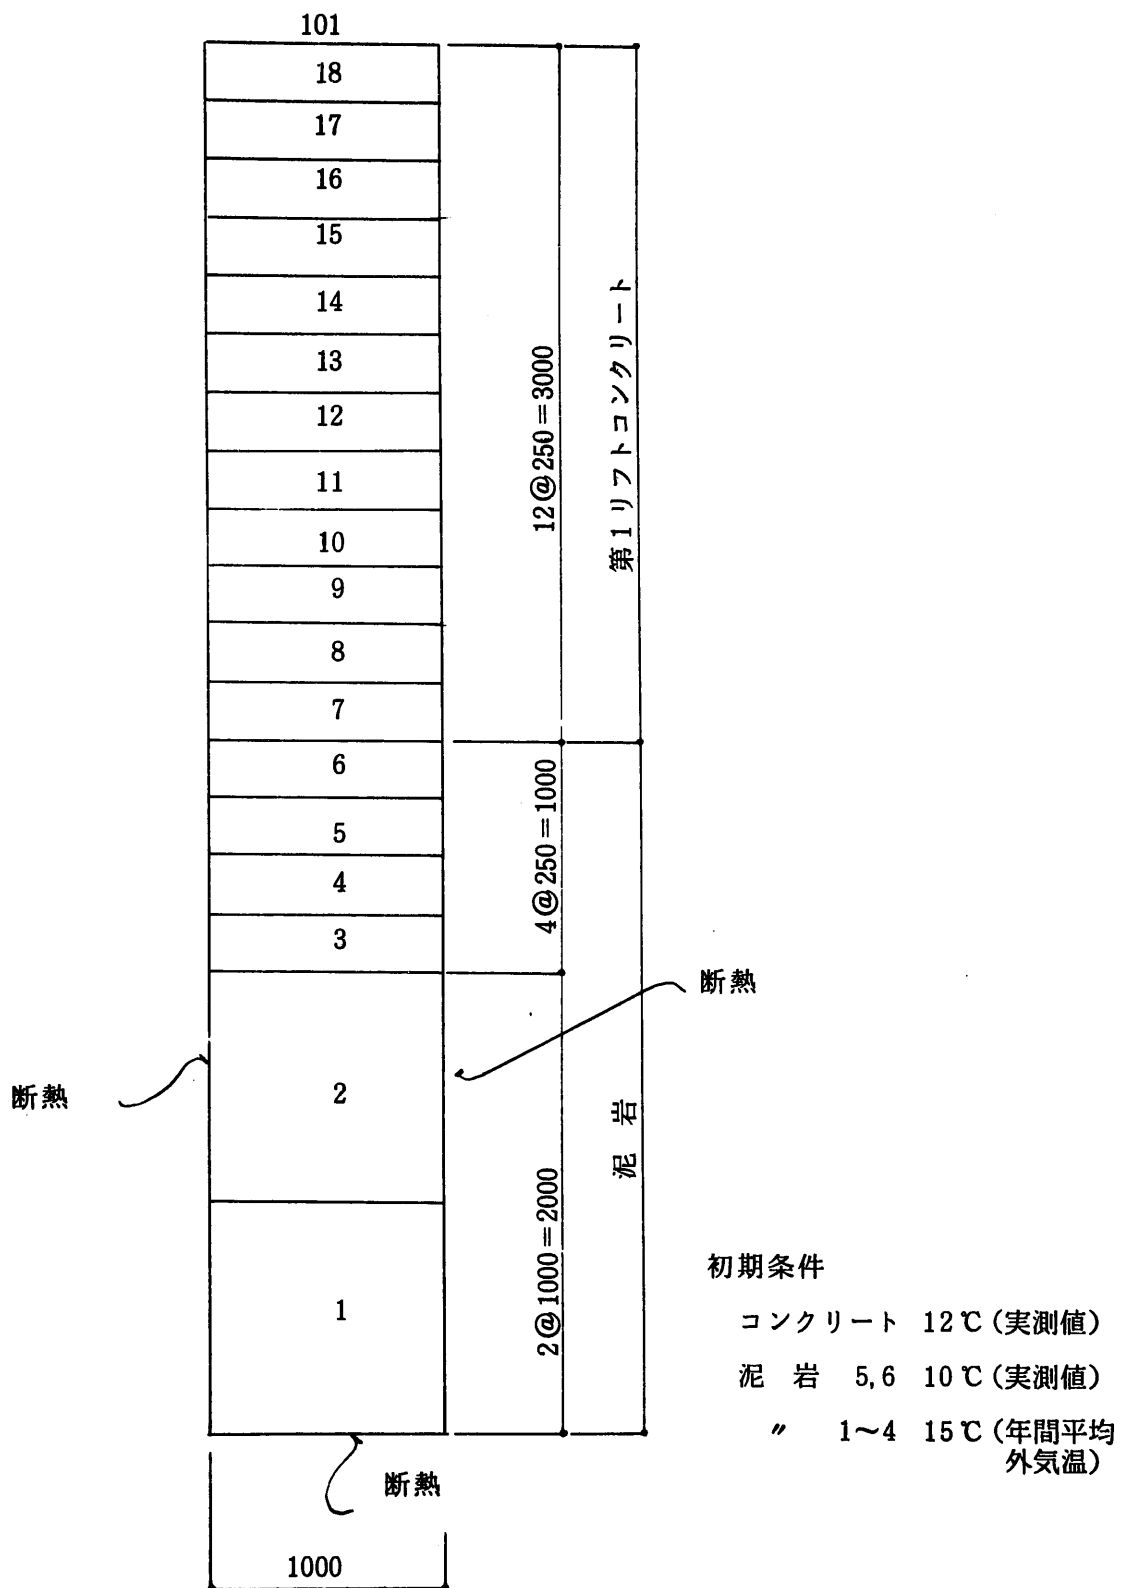 101
18
17
16
15
14
13
12
11
10
9
8
7
6
5
4
3
2
1
12@250=3000
第1リフトコンクリート
4@250=1000
2@1000=2000
泥岩
断熱
断熱
断熱
1000
初期条件
コンクリート 12℃(実測値)
泥岩 5,6 10℃(実測値)
〃 1~4 15℃(年間平均
外気温)